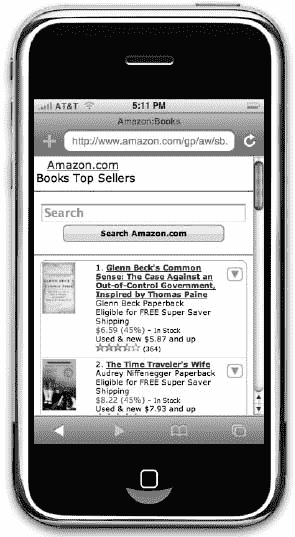 AT&T 5:11 PM
Amazon:Books
http://www.amazon.com/gp/aw/sb.
Amazon.com
Books Top Sellers
Search
Search Amazon.com
1. Glenn Beck's Common
Sense: The Case Against an
Out-of-Control Government,
Inspired by Thomas Paine
Glenn Beck Paperback
Eligible for FREE Super Saver
Shipping
$6.59 (45%) - In Stock
Used & new $5.87 and up
(364)
2. The Time Traveler's Wife
Audrey Niffenegger Paperback
Eligible for FREE Super Saver
Shipping
$8.22 (45%) - In Stock
Used & new $7.93 and up